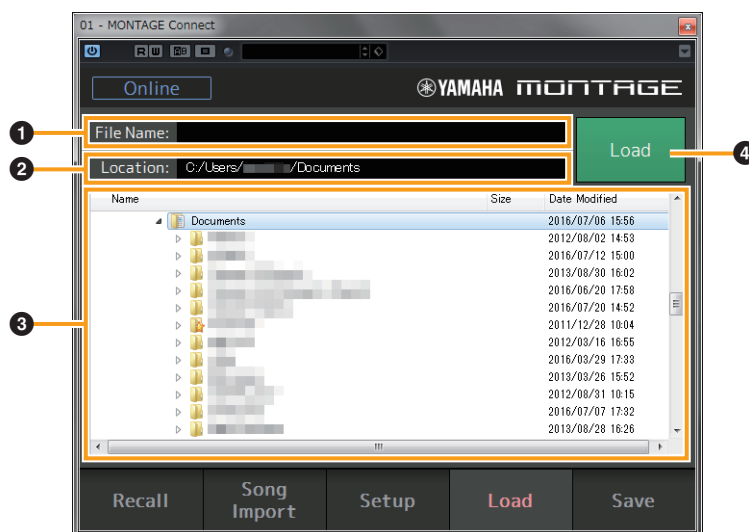 01 - MONTAGE Connect
R W
Online
YAMAHA MONTAGE
1
File Name:
Load
4
2
Location: C:/Users/ /Documents
Name Size Date Modified
Documents 2016/07/06 15:56
2012/08/02 14:53
2016/07/12 15:00
2013/08/30 16:02
2016/06/20 17:58
2016/07/20 14:52
3
2011/12/28 10:04
2012/03/16 16:55
2016/03/29 17:33
2013/03/26 15:52
2012/08/31 10:15
2016/07/07 17:32
2013/08/28 16:26
Recall
Song
Import
Setup
Load
Save